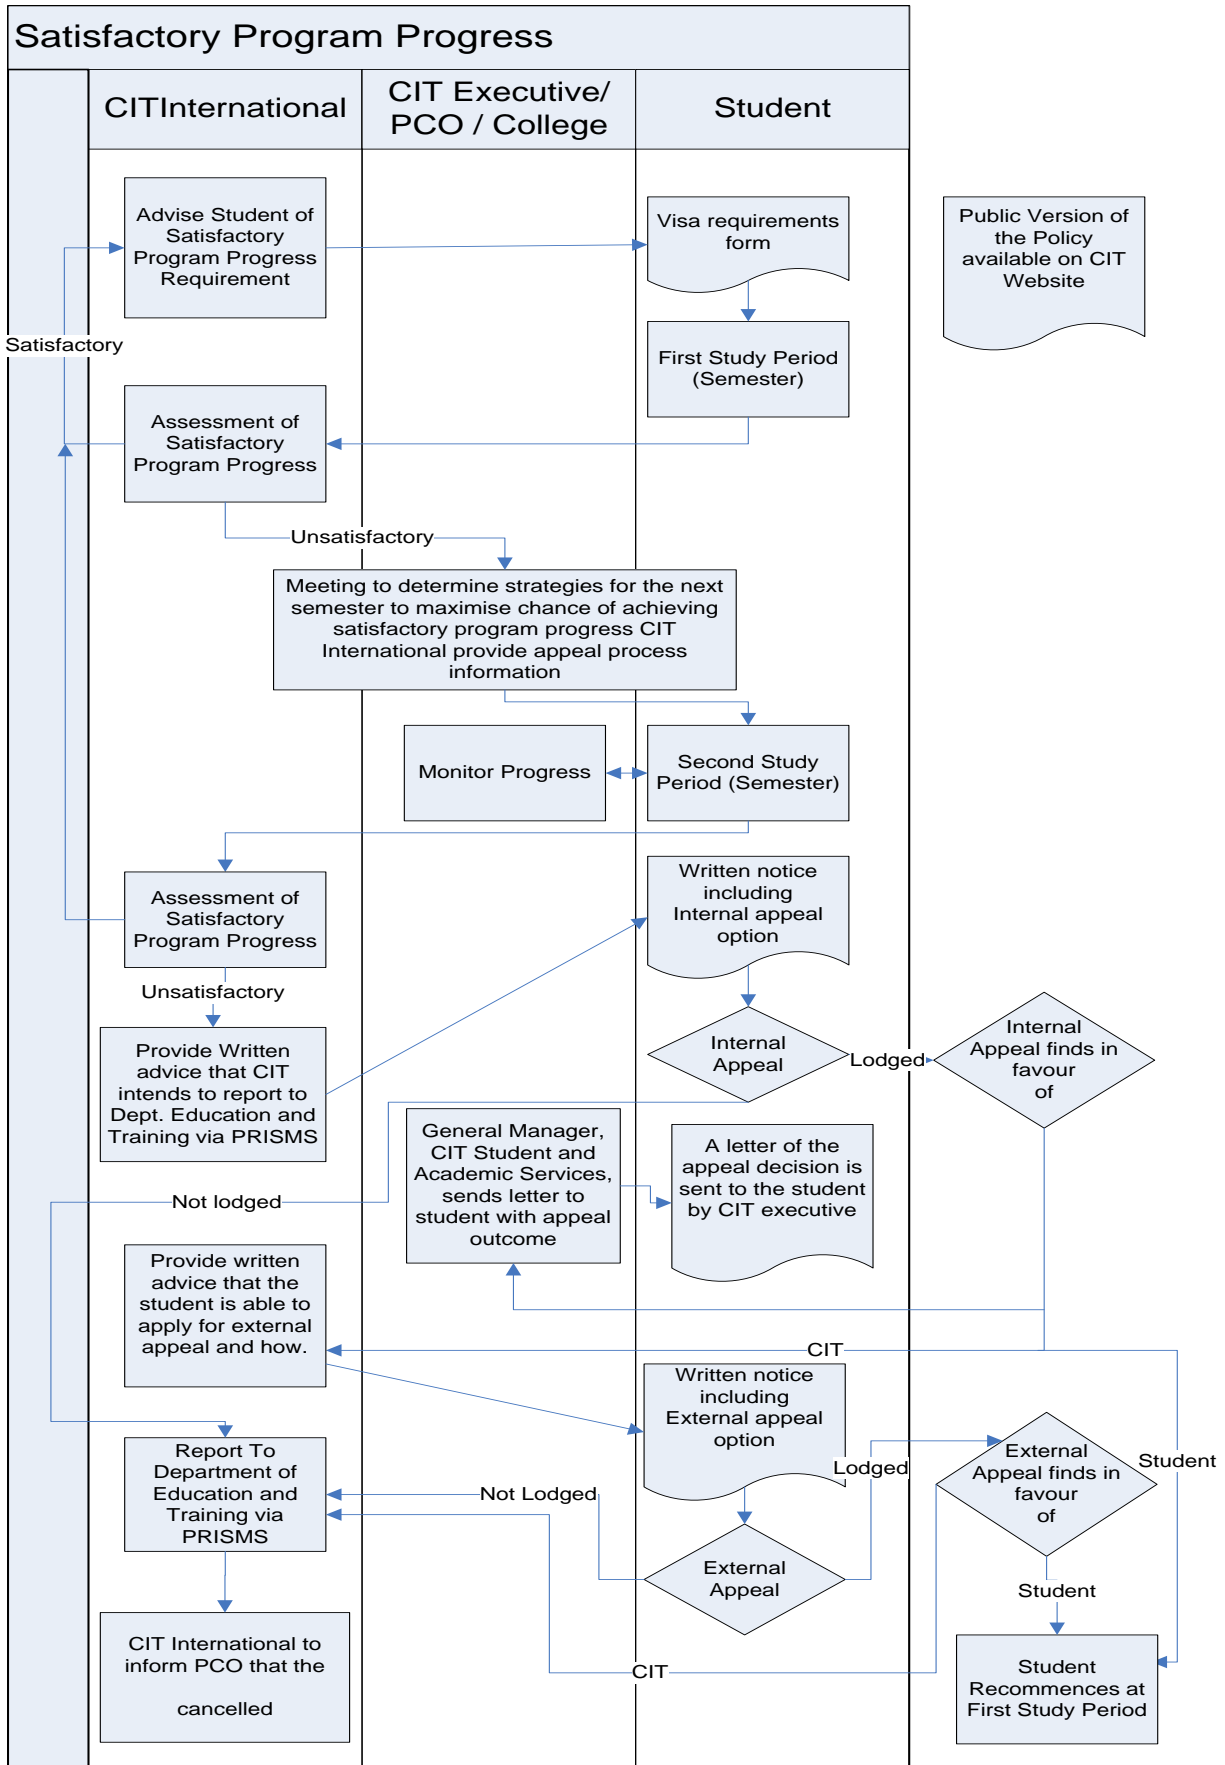 Satisfactory Program Progress
CITInternational
CIT Executive/
PCO / College
Student
Advise Student of
Satisfactory
Program Progress
Requirement
Visa requirements
form
Public Version of
the Policy
available on CIT
Website
Satisfactory
First Study Period
(Semester)
Assessment of
Satisfactory
Program Progress
Unsatisfactory
Meeting to determine strategies for the next
semester to maximise chance of achieving
satisfactory program progress CIT
International provide appeal process
information
Monitor Progress
Second Study
Period (Semester)
Assessment of
Satisfactory
Program Progress
Written notice
including
Internal appeal
option
Unsatisfactory
Provide Written
advice that CIT
intends to report to
Dept. Education and
Training via PRISMS
Internal
Appeal
Lodged
Internal
Appeal finds in
favour
of
General Manager,
CIT Student and
Academic Services,
sends letter to
student with appeal
outcome
A letter of the
appeal decision is
sent to the student
by CIT executive
Not lodged
Provide written
advice that the
student is able to
apply for external
appeal and how.
CIT
Written notice
including
External appeal
option
Lodged
External
Appeal finds in
favour
of
Student
Report To
Department of
Education and
Training via
PRISMS
Not Lodged
External
Appeal
Student
CIT International to
inform PCO that the
cancelled
CIT
Student
Recommences at
First Study Period